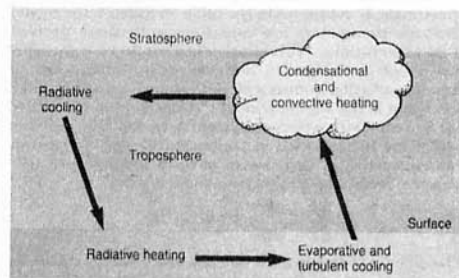 Stratosphere
Condensational
and
convective heating
Radiative
cooling
Troposphere
Surface
Radiative heating
Evaporative and
turbulent cooling